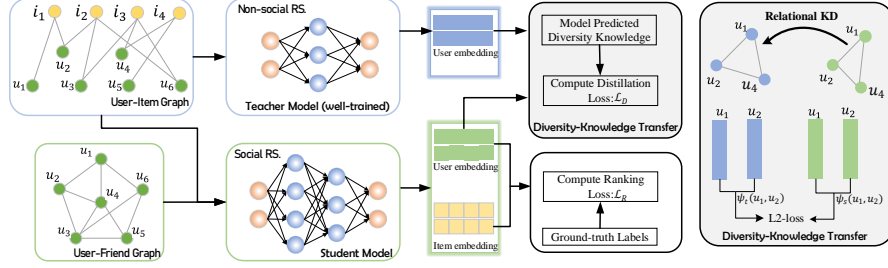 i1 i2 i3 i4
u1 u2 u3 u4 u5 u6
User-Item Graph
Non-social RS.
Teacher Model (well-trained)
User embedding
Model Predicted
Diversity Knowledge
Compute Distillation
Loss:ℒD
Diversity-Knowledge Transfer
u1
u2
u6
u4
u3
u5
User-Friend Graph
Social RS.
Student Model
User embedding
Item embedding
Compute Ranking
Loss:ℒR
Ground-truth Labels
Relational KD
u1
u2
u4
u1
u2
u4
u1 u2 u1 u2
ψt(u1, u2) ψs(u1, u2)
L2-loss
Diversity-Knowledge Transfer